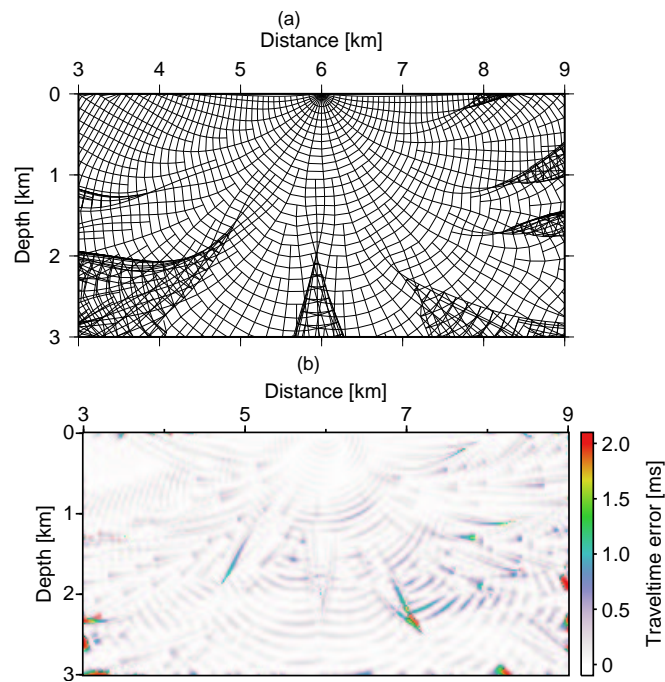 (a)
Distance [km]
3 4 5 6 7 8 9
0
1
2
3
Depth [km]
(b)
Distance [km]
3 5 7 9
0
1
2
3
Depth [km]
2.0
1.5
1.0
0.5
0
Traveltime error [ms]